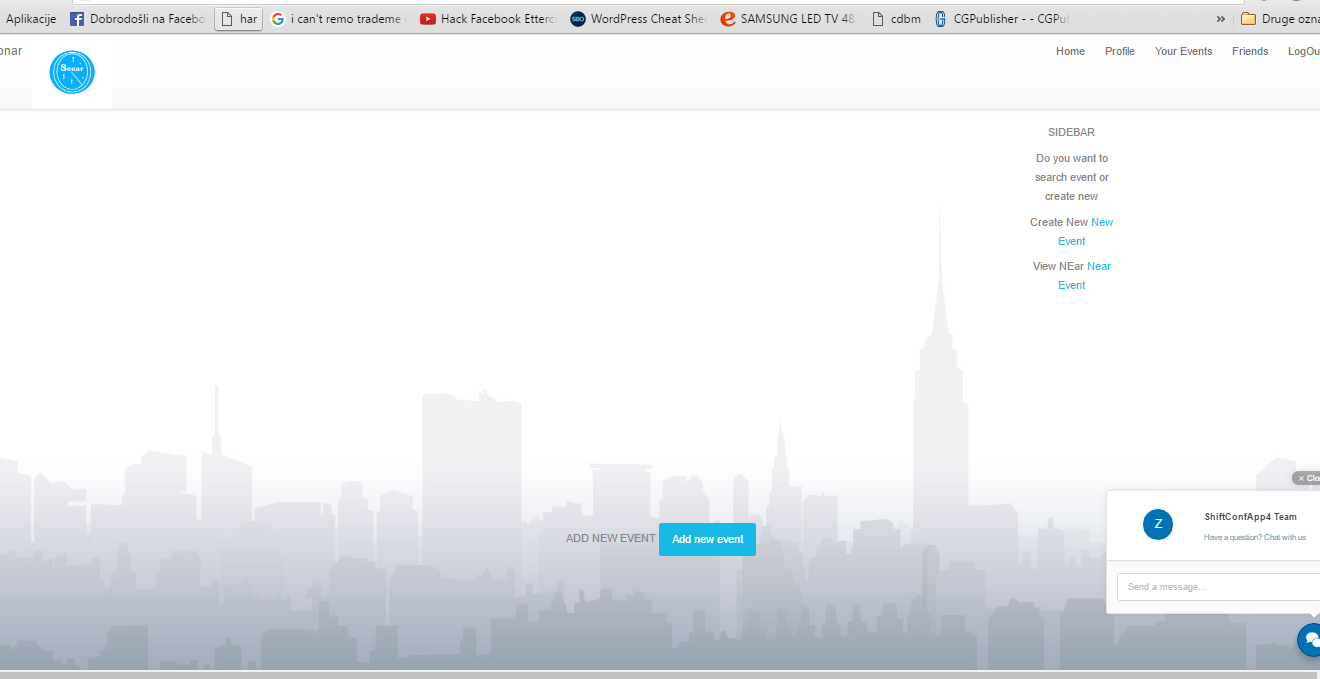 Aplikacije Dobrodošli na Facebo har i can't remo trademe Hack Facebook Etterca WordPress Cheat Shee SAMSUNG LED TV 48 cdbm CGPublisher - - CGPu » Druge ozna
onar
Sonar
Home Profile Your Events Friends LogOu
SIDEBAR
Do you want to
search event or
create new
Create New New
Event
View NEar Near
Event
ADD NEW EVENT Add new event
× Clo
Z
ShiftConfApp4 Team
Have a question? Chat with us
Send a message...